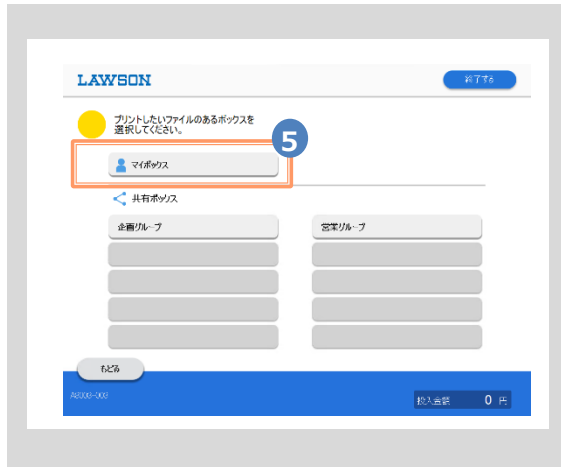 LAWSON
終了する
プリントしたいファイルのあるボックスを
選択してください。
5
マイボックス
共有ボックス
企画グループ
営業グループ
もどる
投入金額 0 円